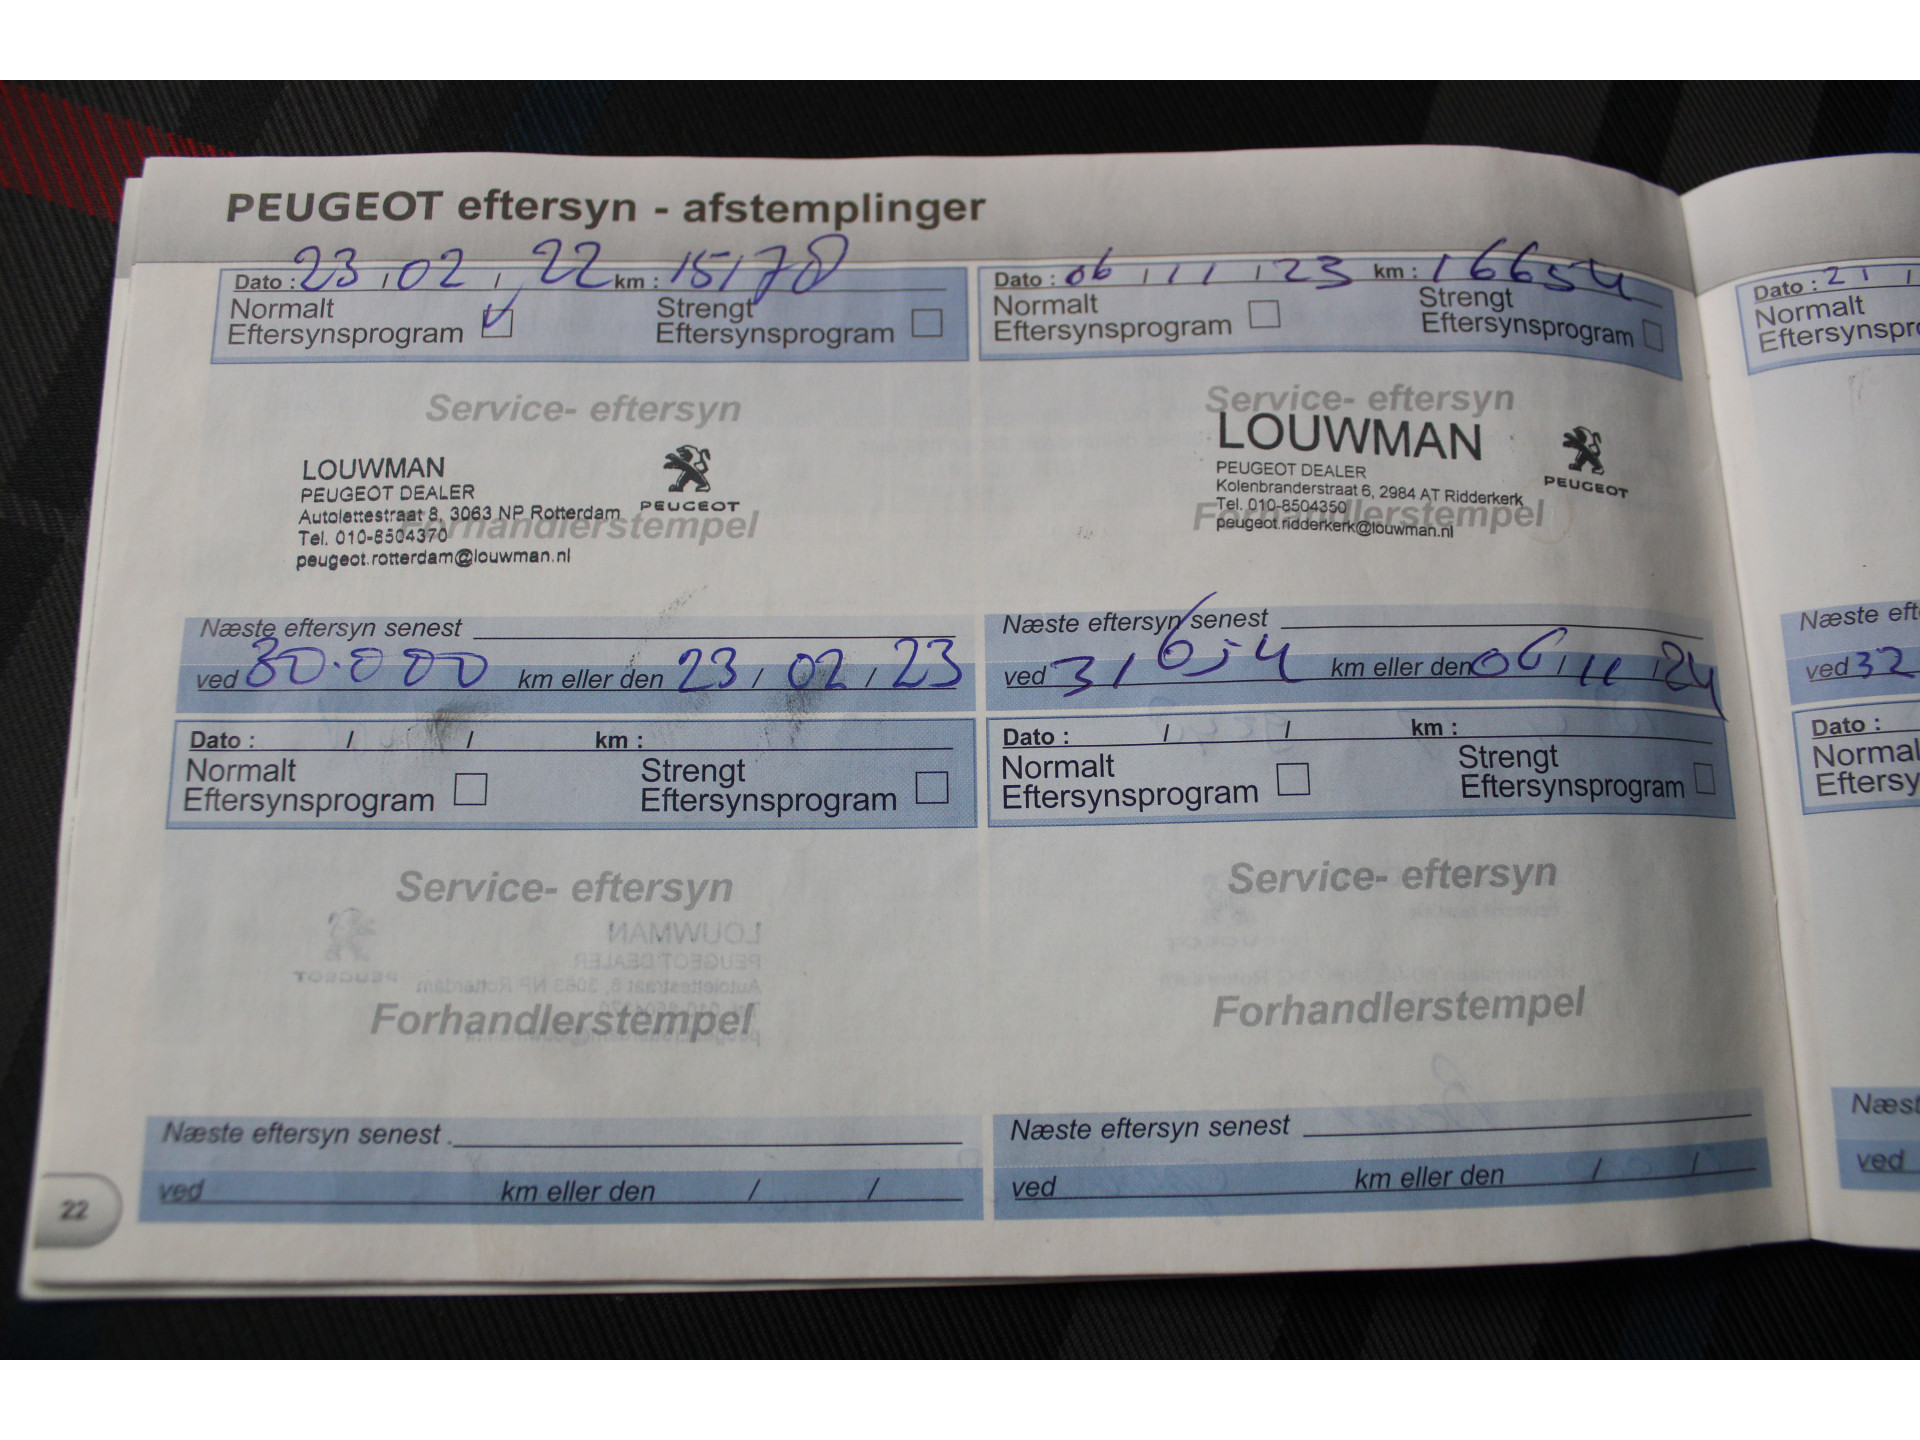 PEUGEOT eftersyn - afstemplinger
Dato : 23 / 02 / 22 km : 15178
Normalt Strengt
Eftersynsprogram Eftersynsprogram
Service- eftersyn
LOUWMAN
PEUGEOT DEALER
PEUGEOT
Autolettestraat 8, 3063 NP Rotterdam
Forhandlerstempel
Tel. 010-8504370
peugeot.rotterdam@louwman.nl
Næste eftersyn senest
ved 30.000 km eller den 23 / 02 / 23
Dato : 06 / 11 / 23 km : 16654
Normalt Strengt
Eftersynsprogram Eftersynsprogram
Service- eftersyn
LOUWMAN
PEUGEOT DEALER
PEUGEOT
Kolenbranderstraat 6, 2984 AT Ridderkerk
Tel. 010-8504350
Forhandlerstempel
peugeot.ridderkerk@louwman.nl
Næste eftersyn senest
ved 31654 km eller den 06 / 11 / 24
Dato : / / km :
Normalt Strengt
Eftersynsprogram Eftersynsprogram
Service- eftersyn
Forhandlerstempel
Næste eftersyn senest
ved km eller den / /
Dato : / / km :
Normalt Strengt
Eftersynsprogram Eftersynsprogram
Service- eftersyn
Forhandlerstempel
Næste eftersyn senest
ved km eller den / /
22
Dato : 21 /
Normalt
Eftersynspr
Næste eft
ved 32
Dato :
Normal
Eftersy
Næst
ved